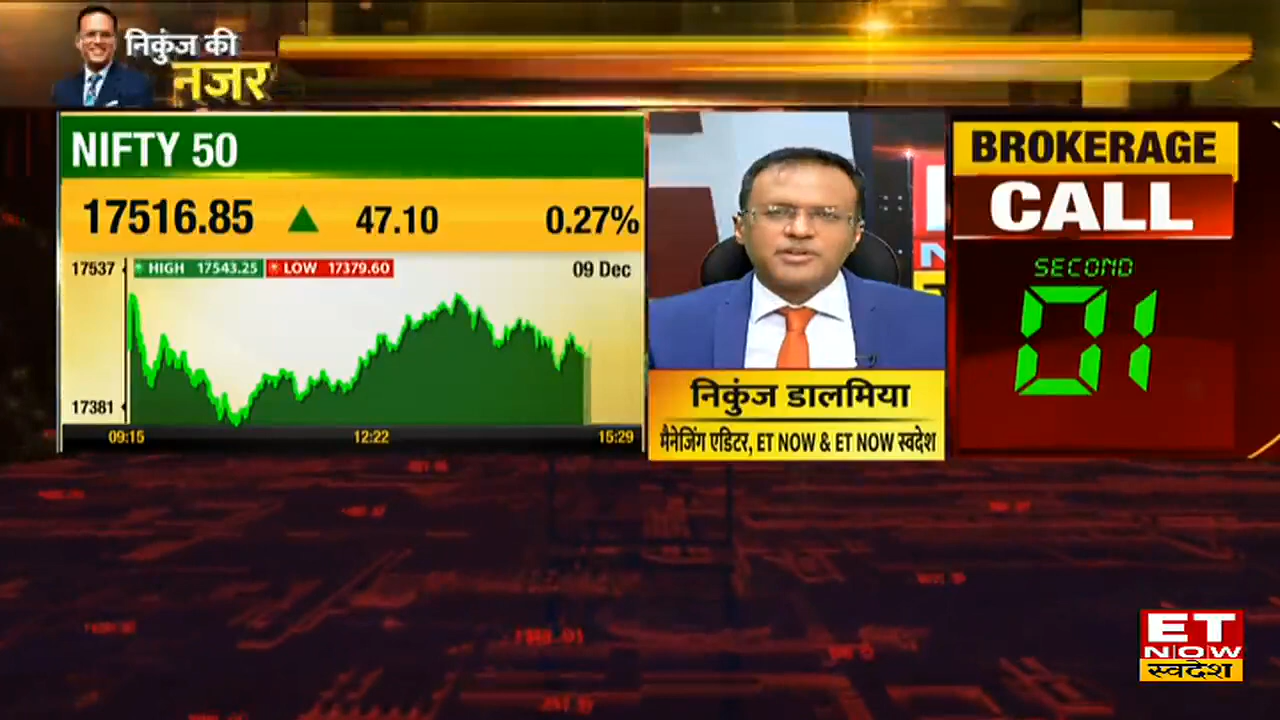 निकुंज की
नजर
NIFTY 50
17516.85 ▲ 47.10 0.27%
17537
HIGH 17543.25 LOW 17379.60 09 Dec
17381
09:15 12:22 15:29
निकुंज डालमिया
मैनेजिंग एडिटर, ET NOW & ET NOW स्वदेश
BROKERAGE
CALL
SECOND
01
ET
NOW
स्वदेश